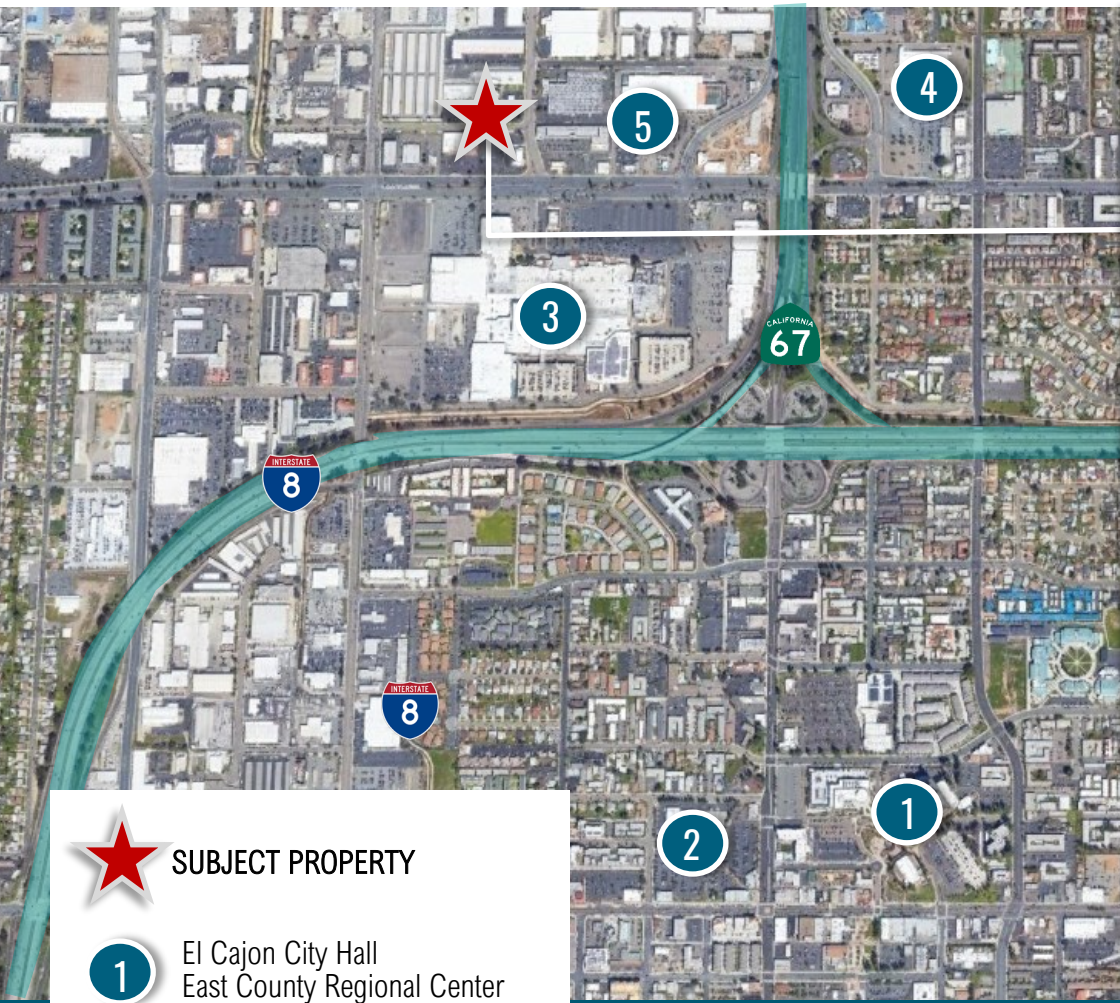 4
5
3
CALIFORNIA
67
INTERSTATE
8
INTERSTATE
8
1
2
SUBJECT PROPERTY
1
El Cajon City Hall
East County Regional Center